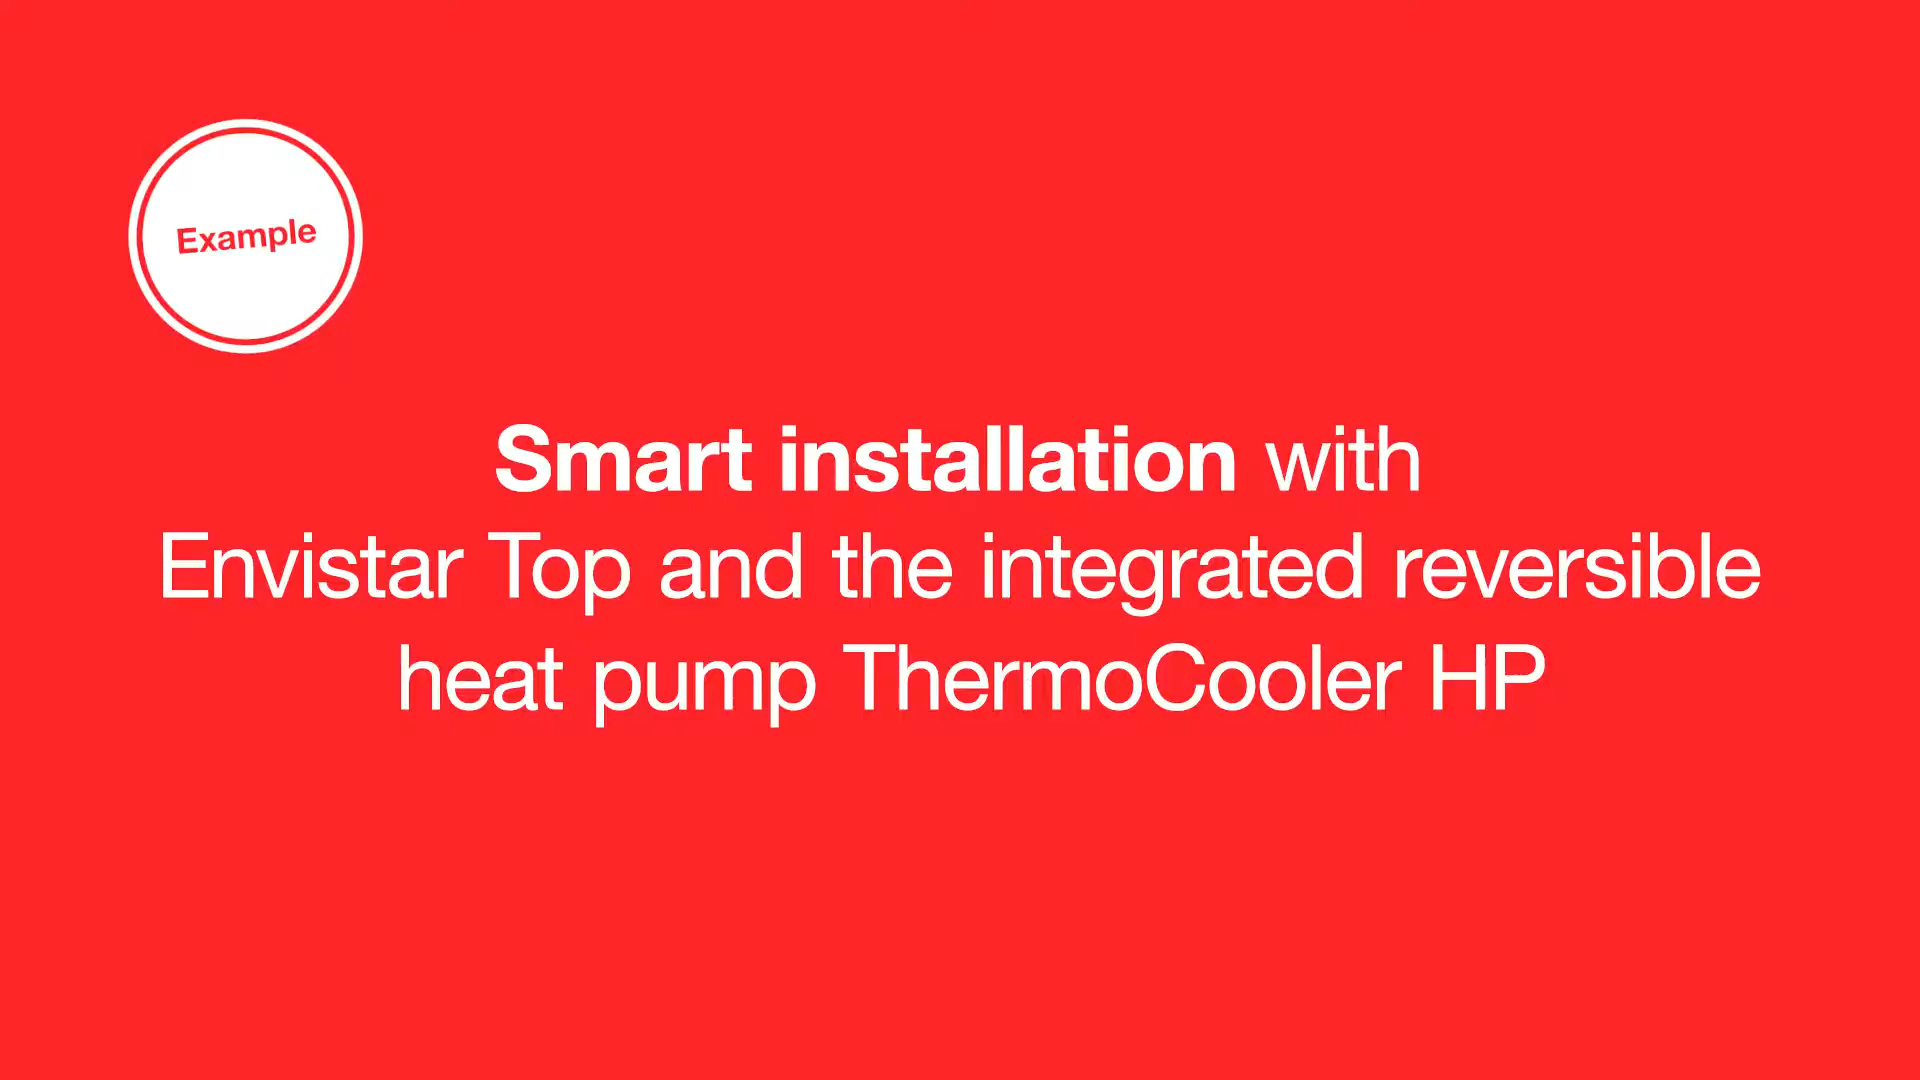 Example
Smart installation with
Envistar Top and the integrated reversible
heat pump ThermoCooler HP